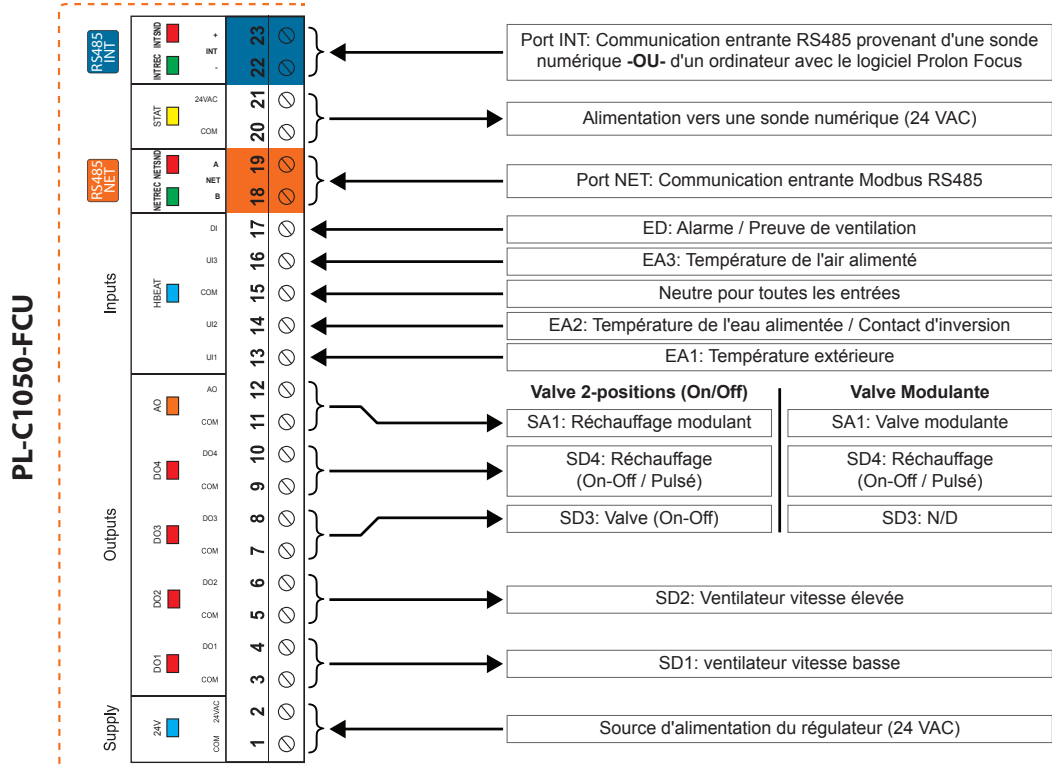 PL-C1050-FCU
RS485
INT
INTREC INTSND
+
INT
-
23
22
Port INT: Communication entrante RS485 provenant d'une sonde
numérique -OU- d'un ordinateur avec le logiciel Prolon Focus
STAT
24VAC
COM
21
20
Alimentation vers une sonde numérique (24 VAC)
RS485
NET
NETREC NETSND
A
NET
B
19
18
Port NET: Communication entrante Modbus RS485
Inputs
HBEAT
DI
17
ED: Alarme / Preuve de ventilation
UI3
16
EA3: Température de l'air alimenté
COM
15
Neutre pour toutes les entrées
UI2
14
EA2: Température de l'eau alimentée / Contact d'inversion
UI1
13
EA1: Température extérieure
Outputs
Valve 2-positions (On/Off)
Valve Modulante
AO
AO
COM
12
11
SA1: Réchauffage modulant
SA1: Valve modulante
DO4
DO4
COM
10
9
SD4: Réchauffage
(On-Off / Pulsé)
SD4: Réchauffage
(On-Off / Pulsé)
DO3
DO3
COM
8
7
SD3: Valve (On-Off)
SD3: N/D
DO2
DO2
COM
6
5
SD2: Ventilateur vitesse élevée
DO1
DO1
COM
4
3
SD1: ventilateur vitesse basse
Supply
24V
24VAC
COM
2
1
Source d'alimentation du régulateur (24 VAC)